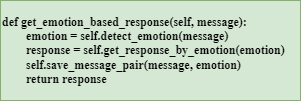 def get_emotion_based_response(self, message):
        emotion = self.detect_emotion(message)
        response = self.get_response_by_emotion(emotion)
        self.save_message_pair(message, emotion)
        return response